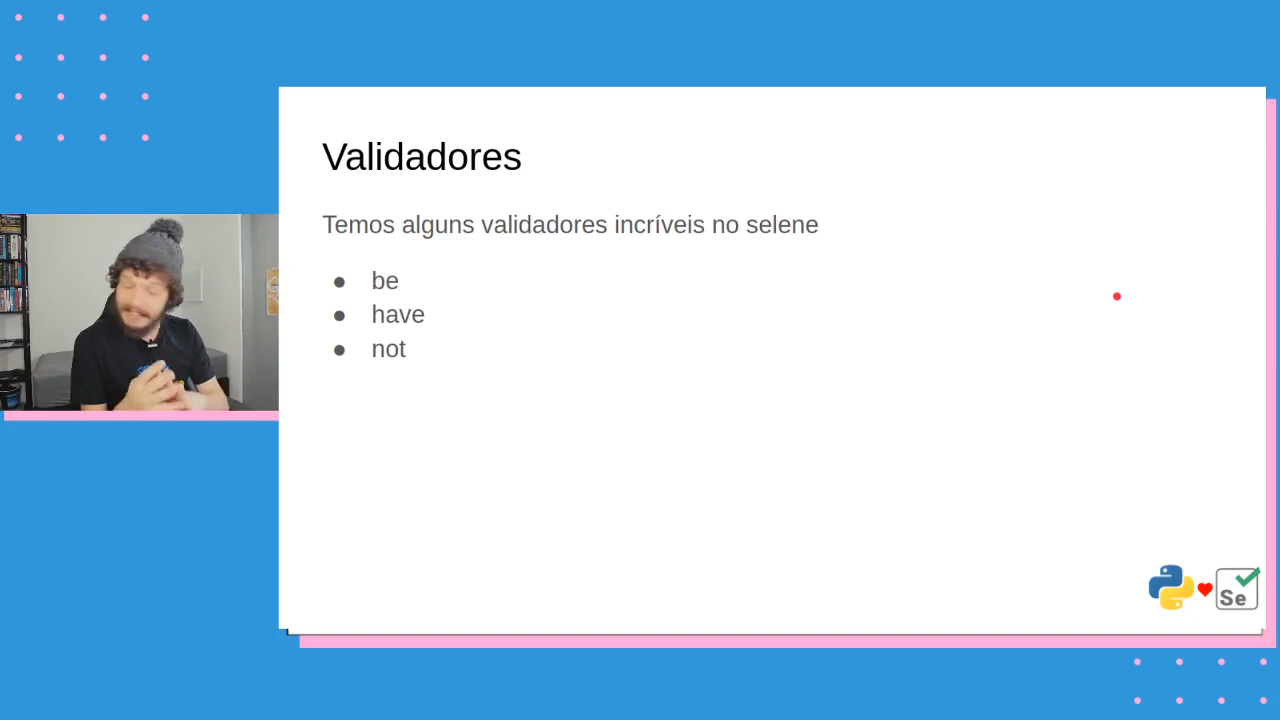 Validadores
Temos alguns validadores incríveis no selene
● be
● have
● not
Se